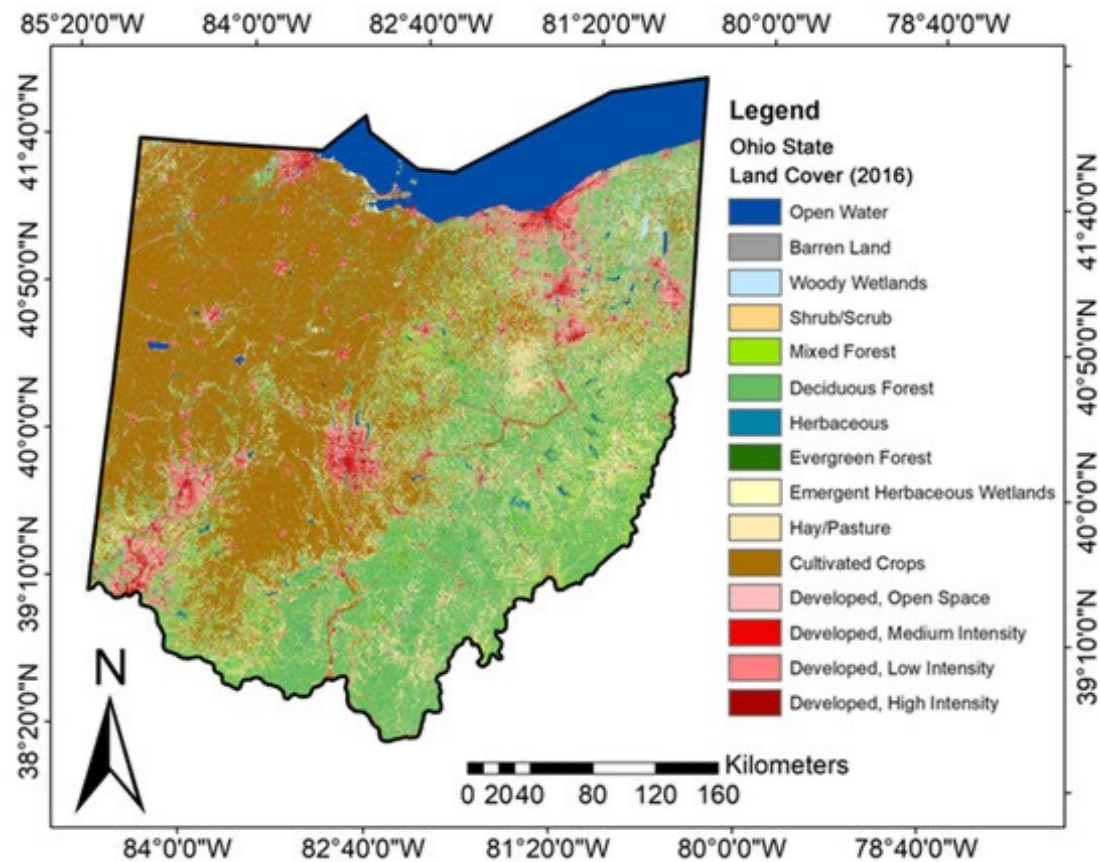 85°20'0"W 84°0'0"W 82°40'0"W 81°20'0"W 80°0'0"W 78°40'0"W
41°40'0"N
40°50'0"N
40°0'0"N
39°10'0"N
38°20'0"N
Legend
Ohio State
Land Cover (2016)
Open Water
Barren Land
Woody Wetlands
Shrub/Scrub
Mixed Forest
Deciduous Forest
Herbaceous
Evergreen Forest
Emergent Herbaceous Wetlands
Hay/Pasture
Cultivated Crops
Developed, Open Space
Developed, Medium Intensity
Developed, Low Intensity
Developed, High Intensity
41°40'0"N
40°50'0"N
40°0'0"N
39°10'0"N
N
Kilometers
0 20 40 80 120 160
84°0'0"W 82°40'0"W 81°20'0"W 80°0'0"W 78°40'0"W